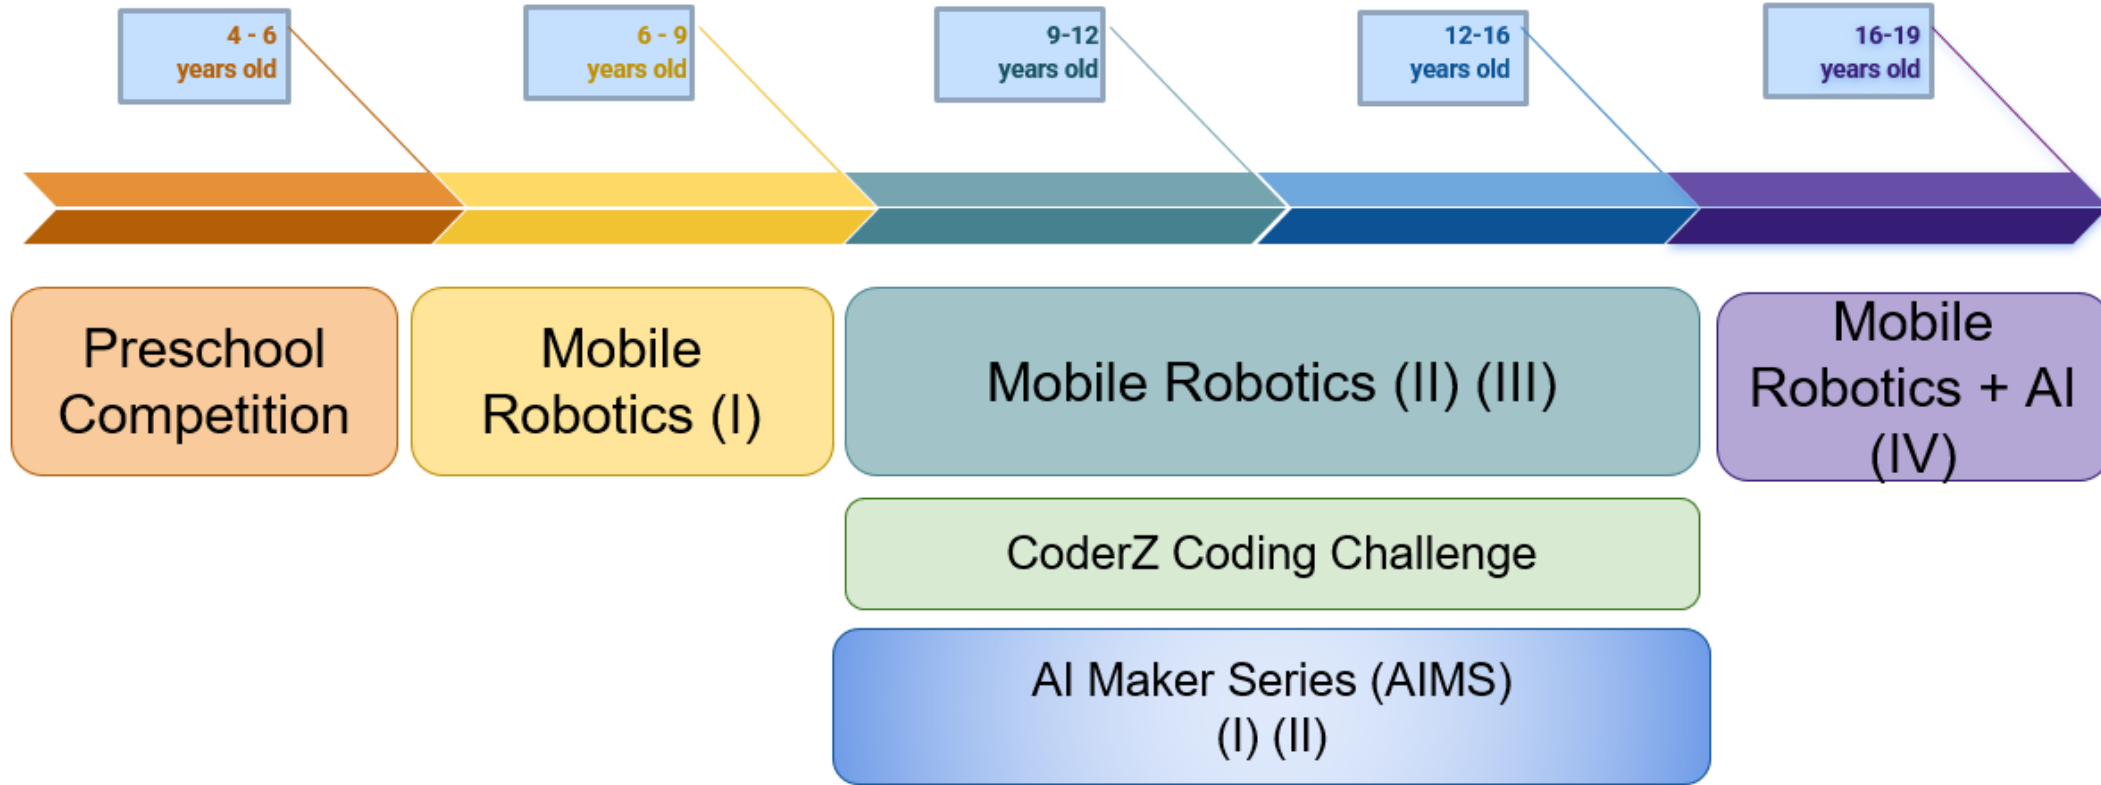 4 - 6
years old
6 - 9
years old
9-12
years old
12-16
years old
16-19
years old
Preschool
Competition
Mobile
Robotics (I)
Mobile Robotics (II) (III)
Mobile
Robotics + AI
(IV)
CoderZ Coding Challenge
AI Maker Series (AIMS)
(I) (II)